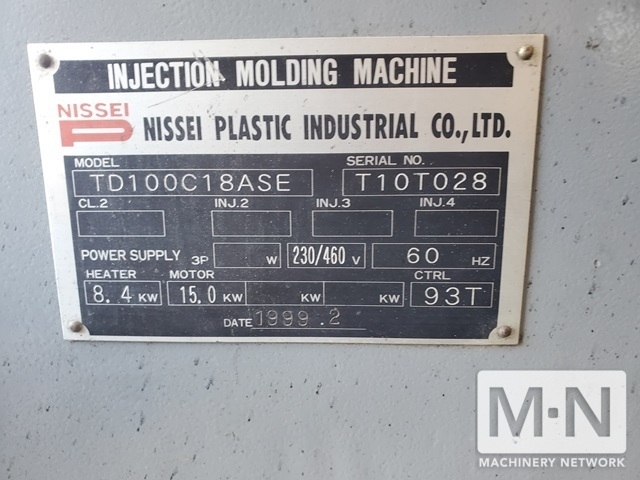 INJECTION MOLDING MACHINE
NISSEI
NISSEI PLASTIC INDUSTRIAL CO., LTD.
MODEL SERIAL NO.
TD100C18ASE T10T028
CL.2 INJ.2 INJ.3 INJ.4
POWER SUPPLY 3P W 230/460 V 60 HZ
HEATER MOTOR CTRL
8.4 KW 15.0 KW KW KW 93T
DATE 1999.2
M·N
MACHINERY NETWORK